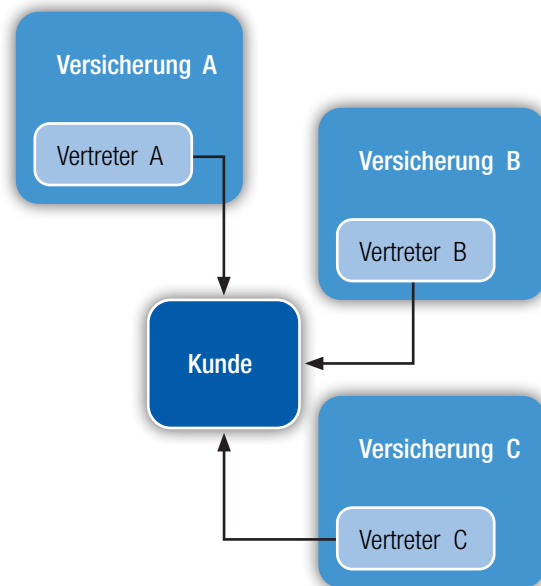 Versicherung A
Vertreter A
Versicherung B
Vertreter B
Kunde
Versicherung C
Vertreter C